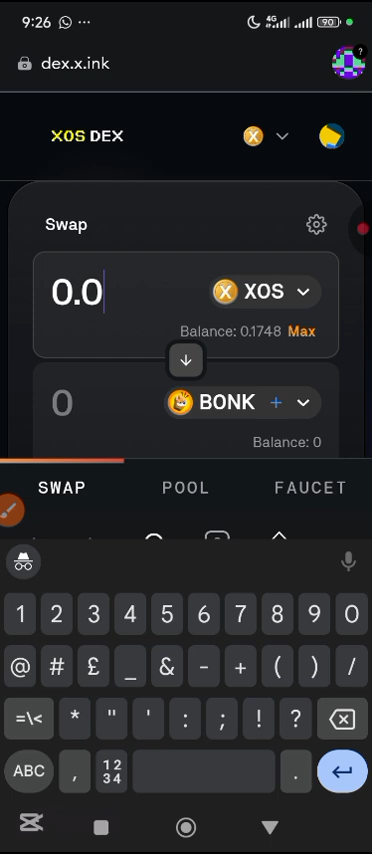 9:26
4G
90
dex.x.ink
?
XOS DEX
Swap
0.0
XOS
Balance: 0.1748 Max
0
BONK +
Balance: 0
SWAP POOL FAUCET
1 2 3 4 5 6 7 8 9 0
@ # £ _ & - + ( ) /
=\< * " ' : ; ! ?
ABC , 12 34 .